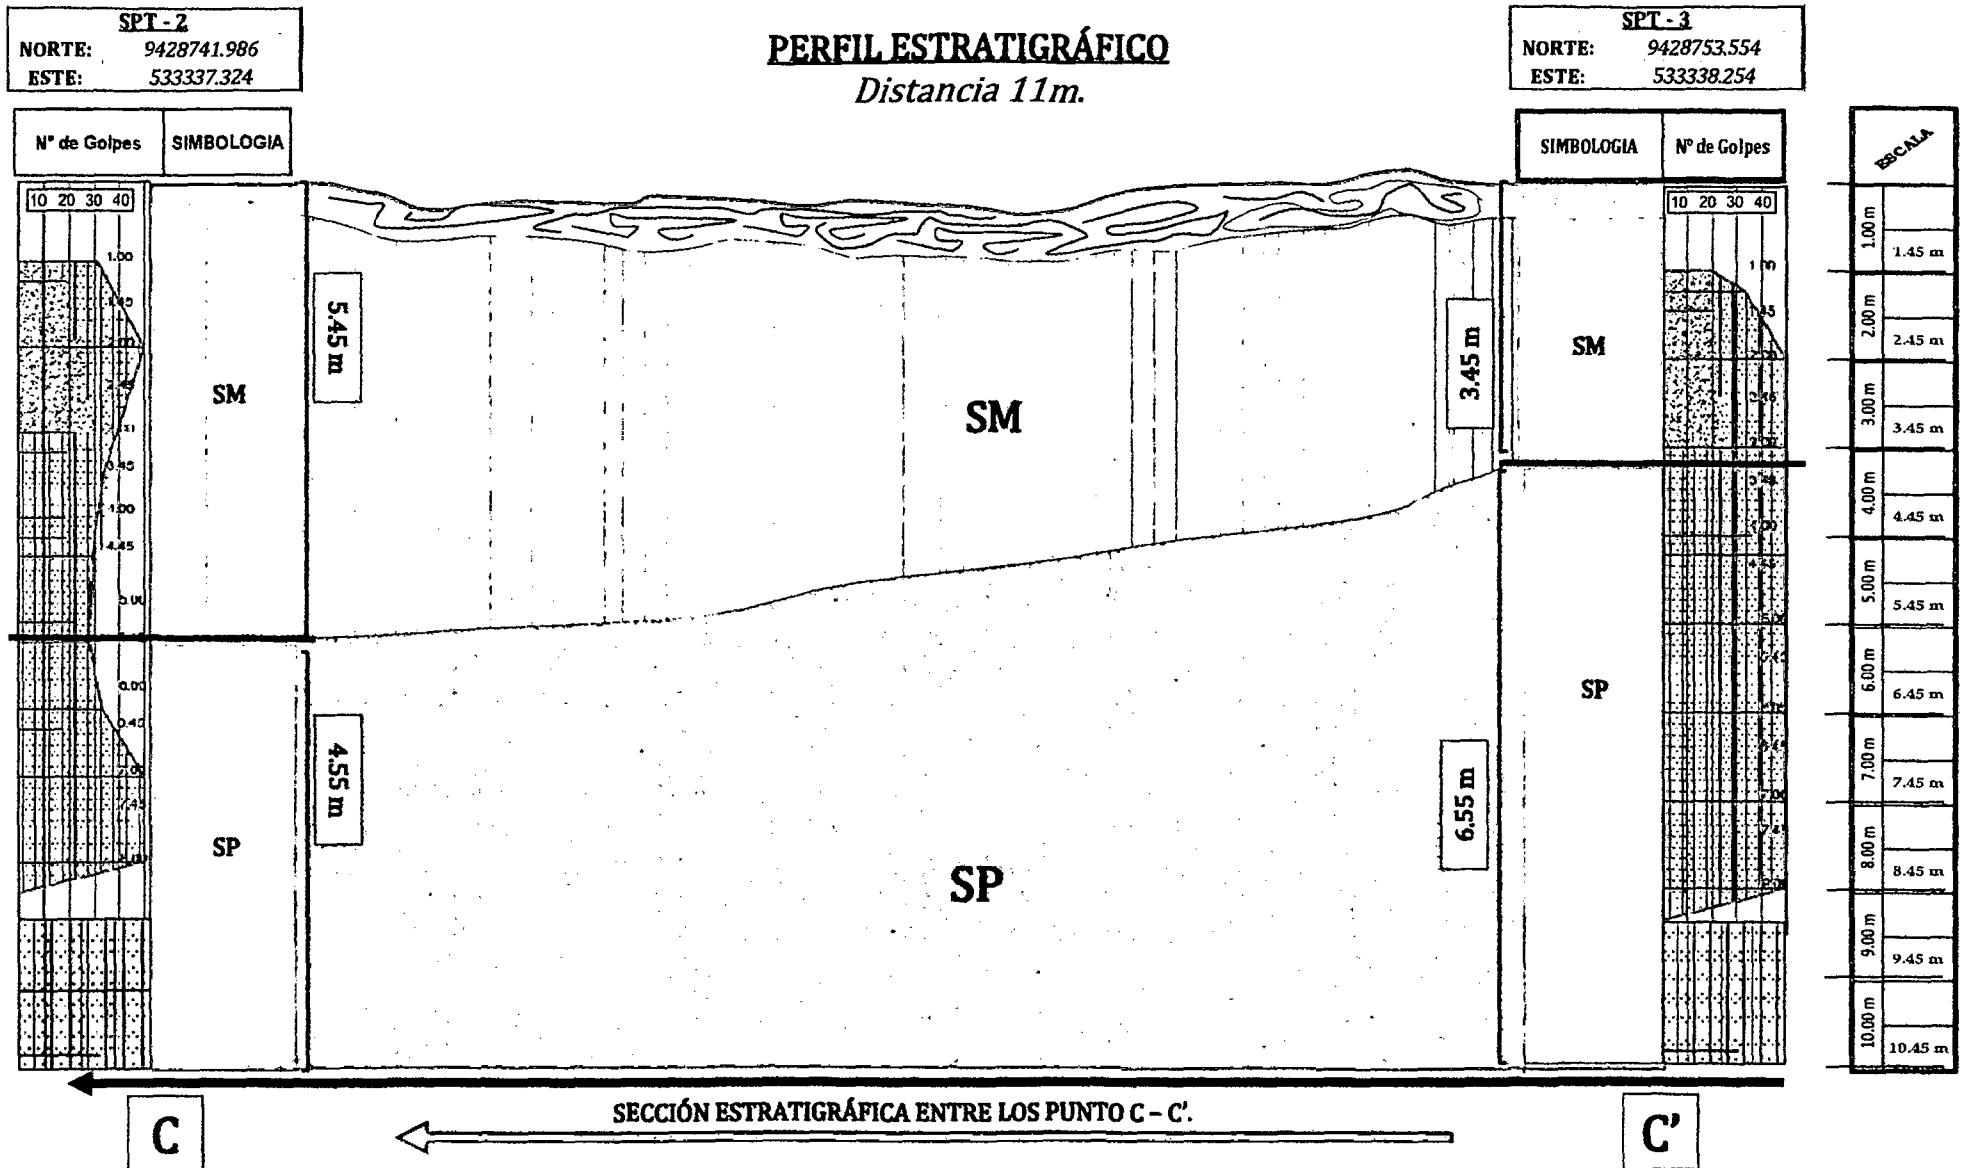 SPT - 2
NORTE: 9428741.986
ESTE: 533337.324
PERFIL ESTRATIGRÁFICO
Distancia 11m.
SPT - 3
NORTE: 9428753.554
ESTE: 533338.254
N° de Golpes SIMBOLOGIA
SIMBOLOGIA N° de Golpes
ESCALA
10 20 30 40
10 20 30 40
1.00
5.45 m
SM
4.55 m
SP
SM
SP
3.45 m
SM
6.55 m
SP
1.00 m
1.45 m
2.00 m
2.45 m
3.00 m
3.45 m
4.00 m
4.45 m
5.00 m
5.45 m
6.00 m
6.45 m
7.00 m
7.45 m
8.00 m
8.45 m
9.00 m
9.45 m
10.00 m
10.45 m
SECCIÓN ESTRATIGRÁFICA ENTRE LOS PUNTO C – C'.
C
C'